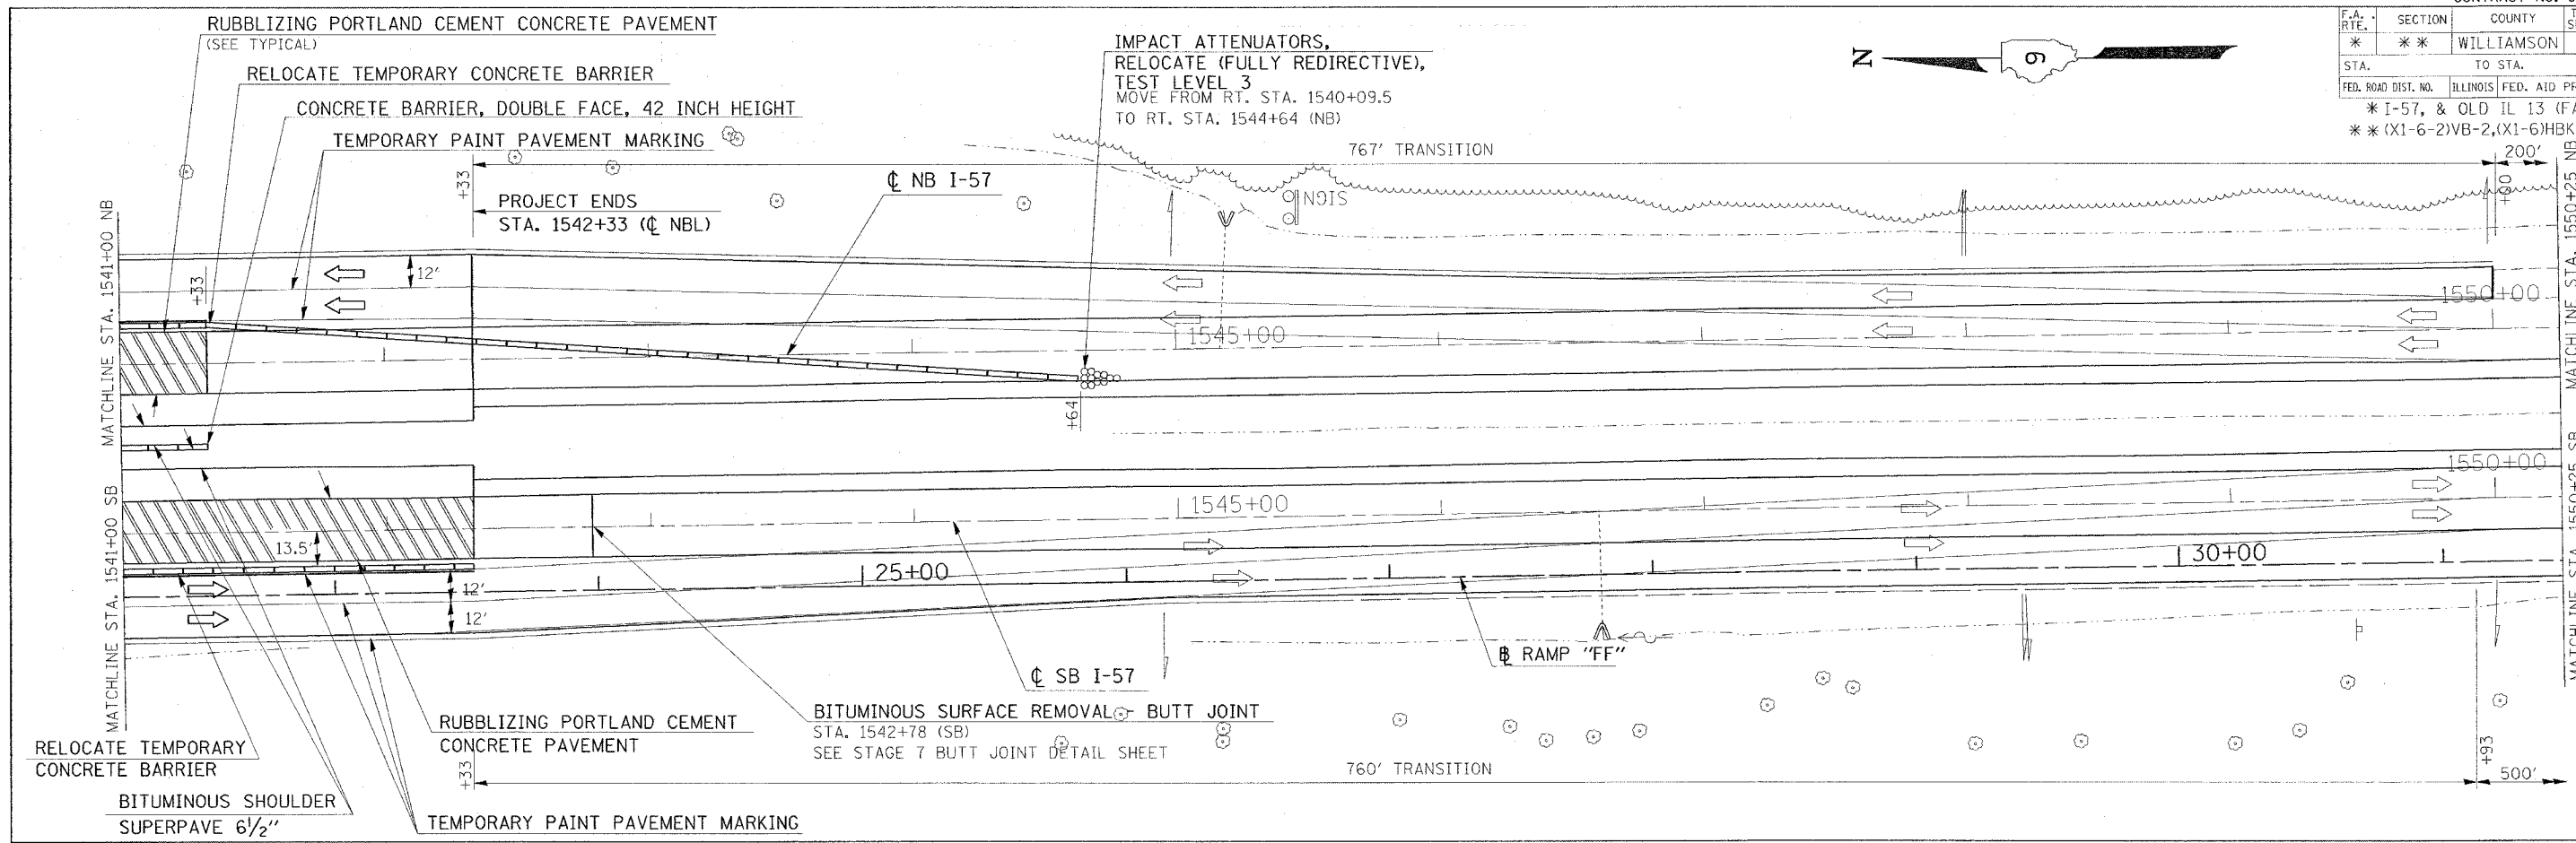 RUBBLIZING PORTLAND CEMENT CONCRETE PAVEMENT
(SEE TYPICAL)
RELOCATE TEMPORARY CONCRETE BARRIER
CONCRETE BARRIER, DOUBLE FACE, 42 INCH HEIGHT
TEMPORARY PAINT PAVEMENT MARKING
IMPACT ATTENUATORS,
RELOCATE (FULLY REDIRECTIVE),
TEST LEVEL 3
MOVE FROM RT. STA. 1540+09.5
TO RT. STA. 1544+64 (NB)
N
6
F.A. RTE. SECTION COUNTY
* ** WILLIAMSON
STA. TO STA.
FED. ROAD DIST. NO. ILLINOIS FED. AID
* I-57, & OLD IL 13
** (X1-6-2)VB-2,(X1-6)HBK
767' TRANSITION
200'
+33
+00
PROJECT ENDS
STA. 1542+33 (℄ NBL)
℄ NB I-57
SIGN
MATCHLINE STA. 1541+00 NB
MATCHLINE STA. 1550+25 NB
+33
12'
1545+00
1550+00
+64
MATCHLINE STA. 1541+00 SB
MATCHLINE STA. 1550+25 SB
1545+00
1550+00
13.5'
12'
12'
25+00
30+00
℄ SB I-57
B RAMP "FF"
RUBBLIZING PORTLAND CEMENT
CONCRETE PAVEMENT
BITUMINOUS SURFACE REMOVAL - BUTT JOINT
STA. 1542+78 (SB)
SEE STAGE 7 BUTT JOINT DETAIL SHEET
RELOCATE TEMPORARY
CONCRETE BARRIER
+33
760' TRANSITION
+93
500'
BITUMINOUS SHOULDER
SUPERPAVE 6 1/2"
TEMPORARY PAINT PAVEMENT MARKING